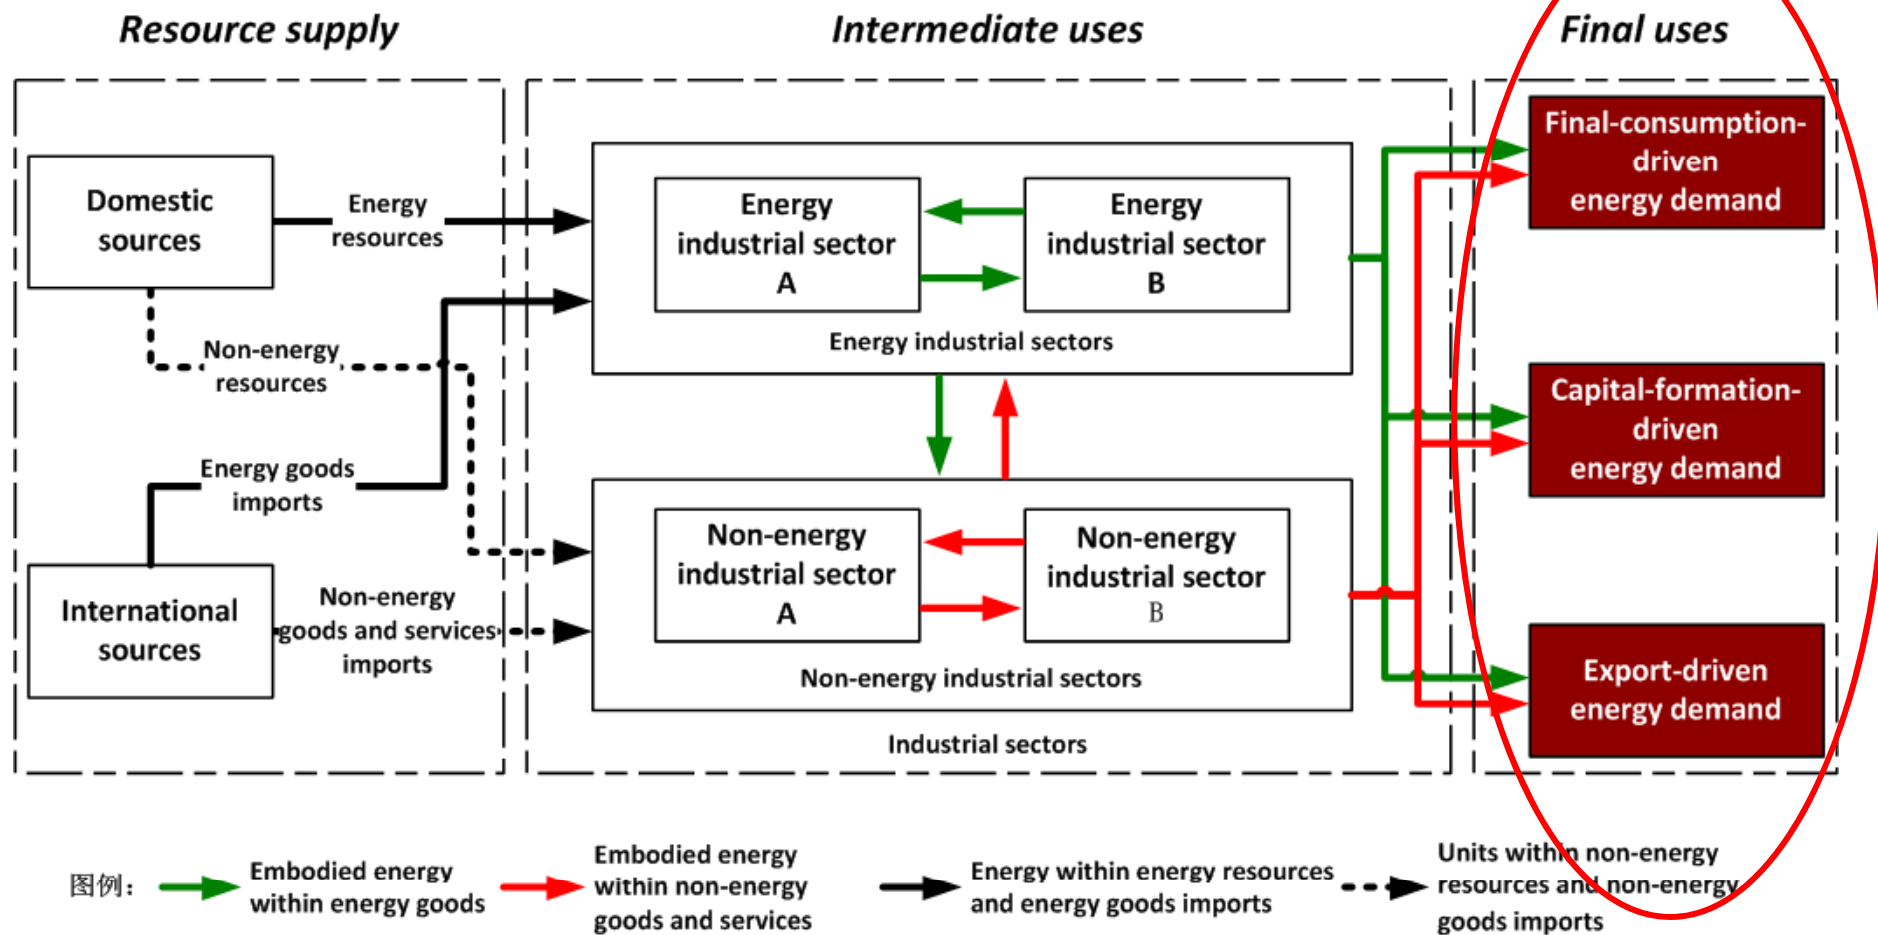 Resource supply
Intermediate uses
Final uses
Domestic
sources
Energy
resources
Non-energy
resources
Energy goods
imports
International
sources
Non-energy
goods and services
imports
Energy
industrial sector
A
Energy
industrial sector
B
Energy industrial sectors
Non-energy
industrial sector
A
Non-energy
industrial sector
B
Non-energy industrial sectors
Industrial sectors
Final-consumption-
driven
energy demand
Capital-formation-
driven
energy demand
Export-driven
energy demand
图例：
Embodied energy
within energy goods
Embodied energy
within non-energy
goods and services
Energy within energy resources
and energy goods imports
Units within non-energy
resources and non-energy
goods imports